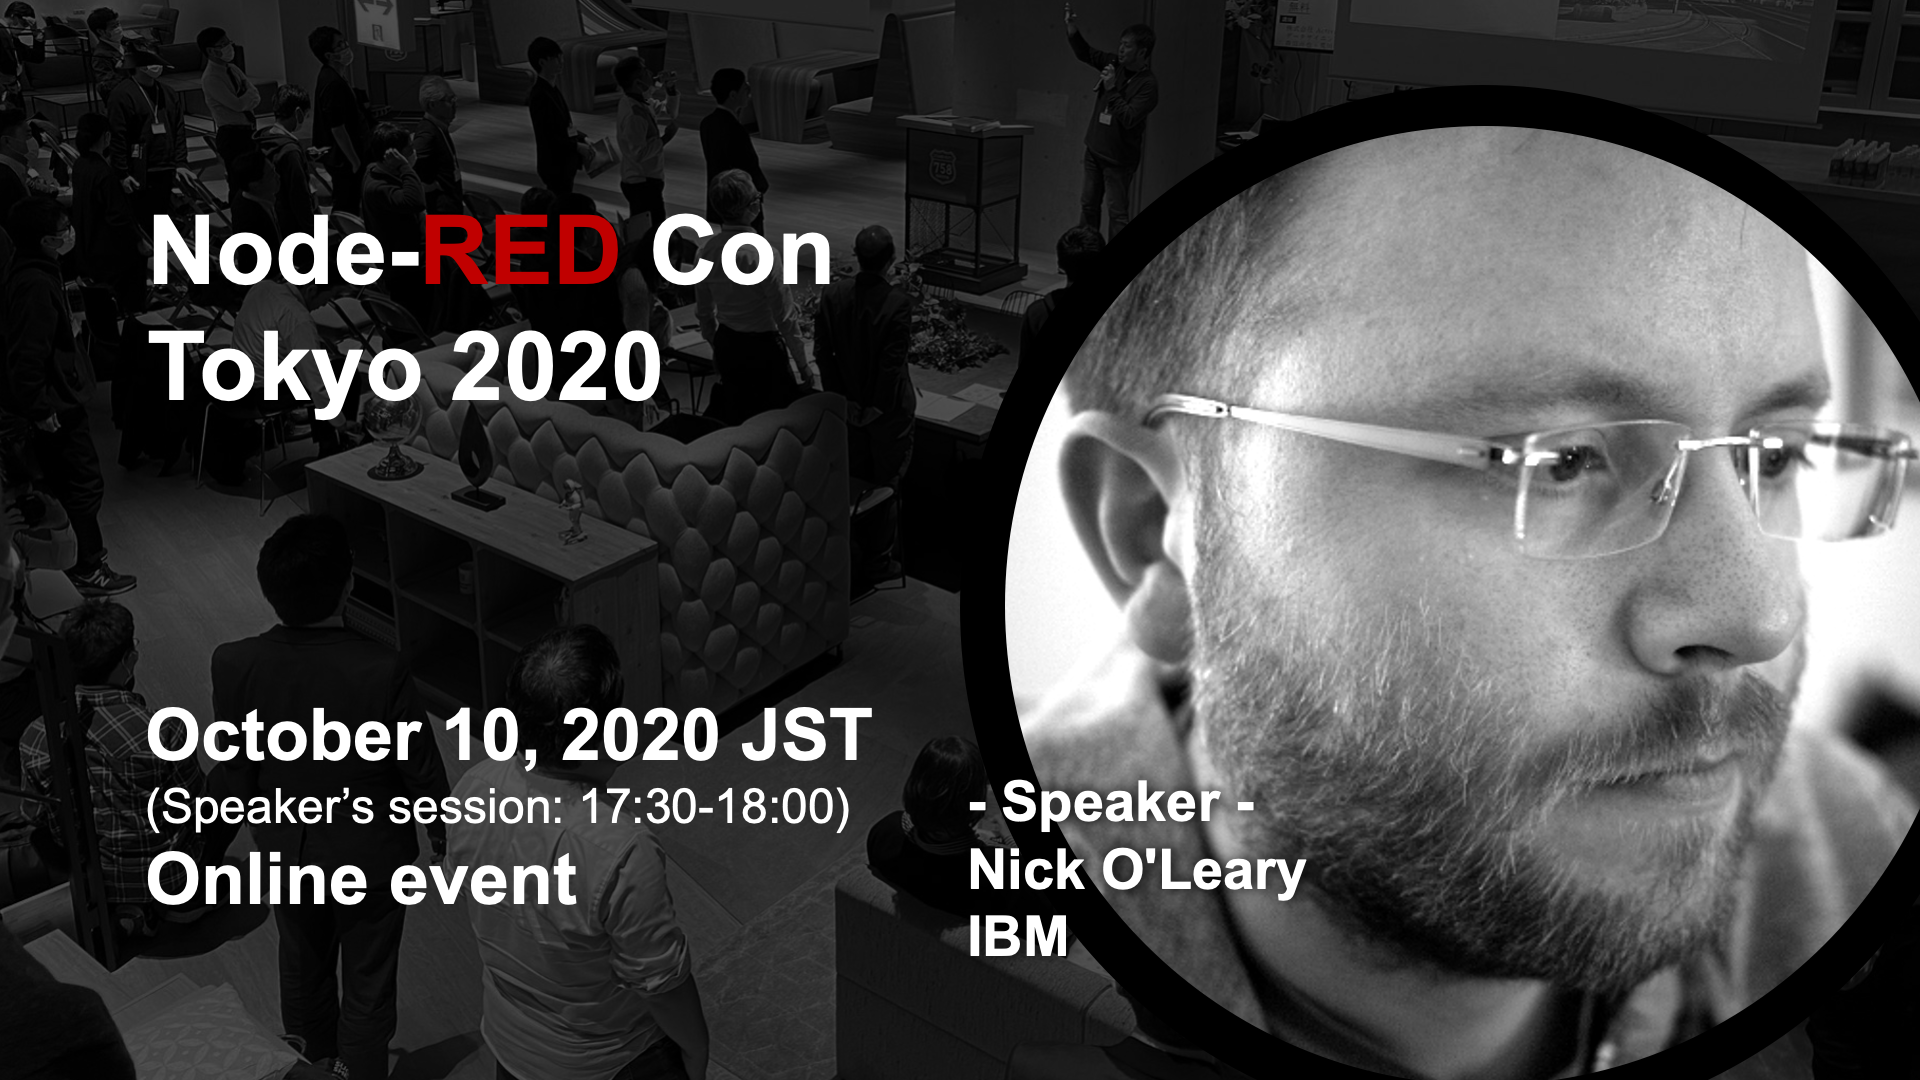 Node-RED Con
Tokyo 2020
October 10, 2020 JST
(Speaker’s session: 17:30-18:00)
Online event
- Speaker -
Nick O'Leary
IBM
758